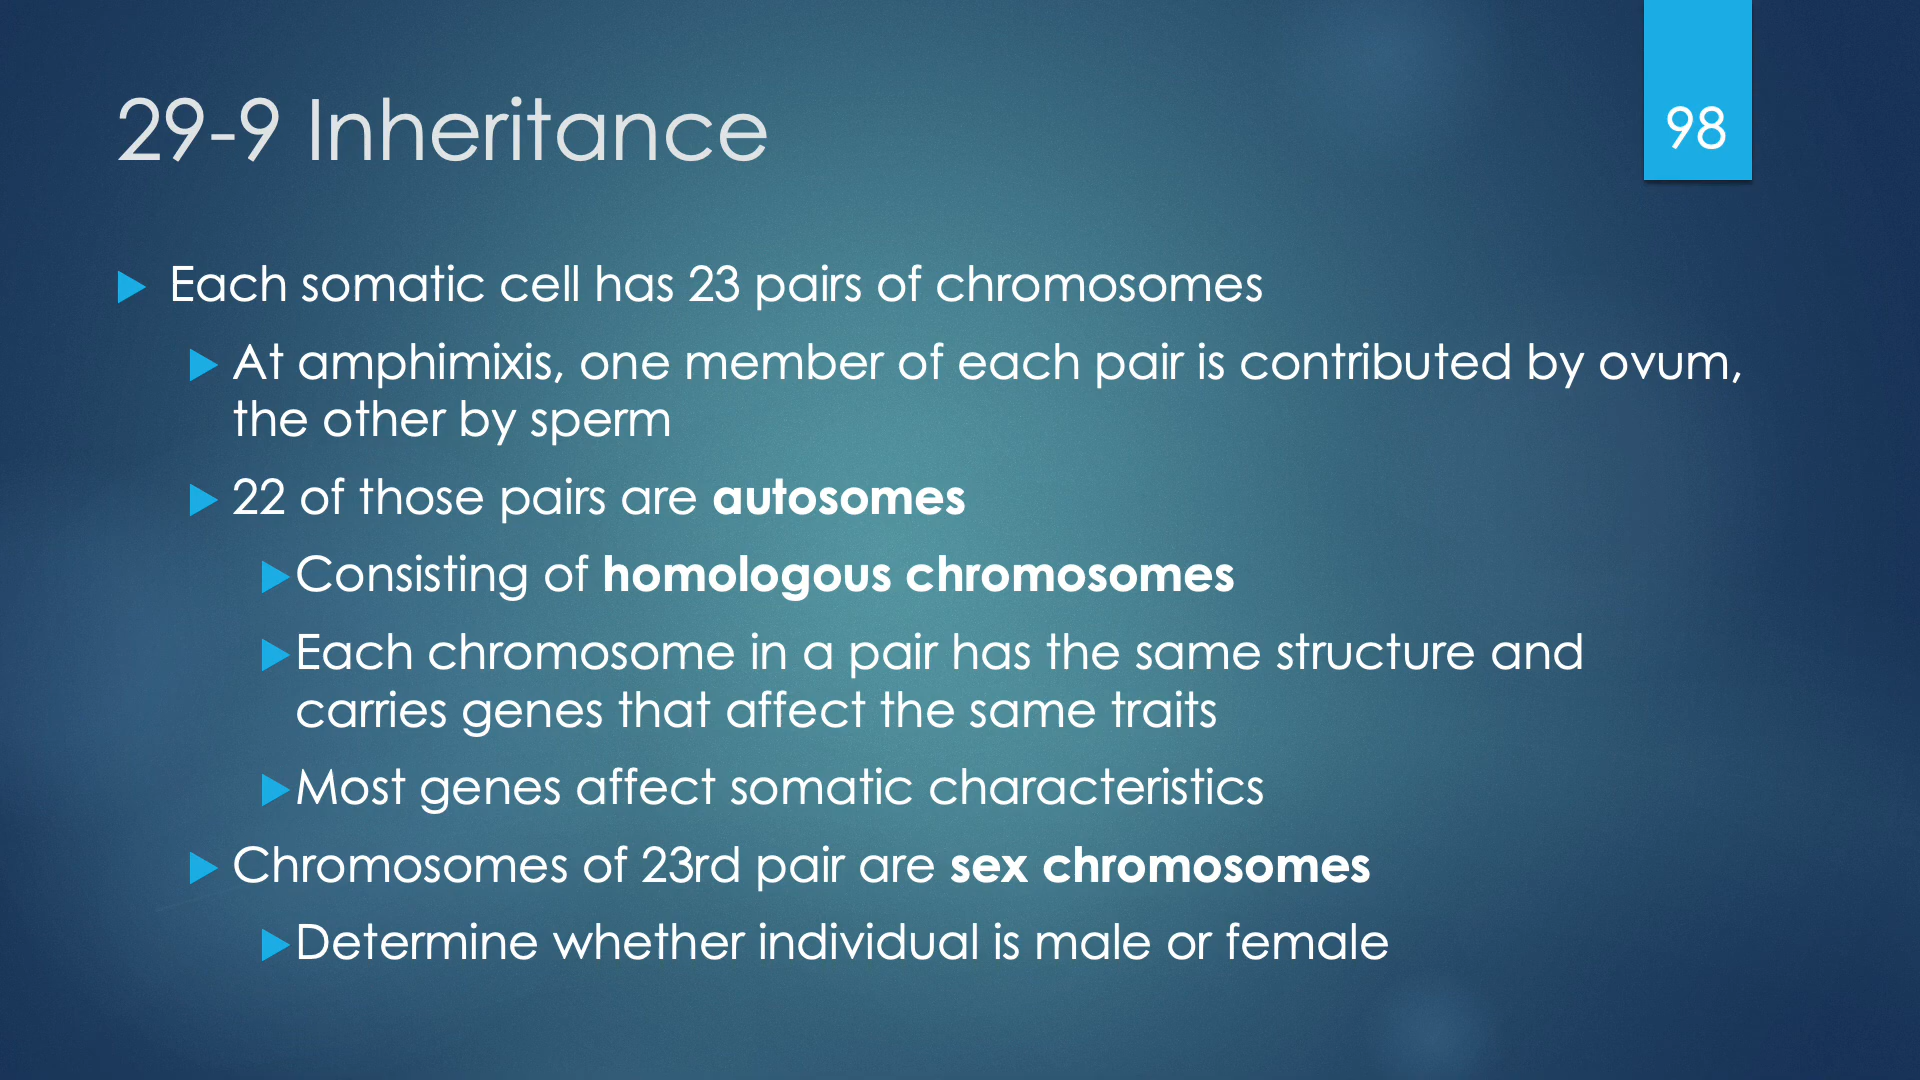 29-9 Inheritance
98
Each somatic cell has 23 pairs of chromosomes
At amphimixis, one member of each pair is contributed by ovum,
the other by sperm
22 of those pairs are autosomes
Consisting of homologous chromosomes
Each chromosome in a pair has the same structure and
carries genes that affect the same traits
Most genes affect somatic characteristics
Chromosomes of 23rd pair are sex chromosomes
Determine whether individual is male or female